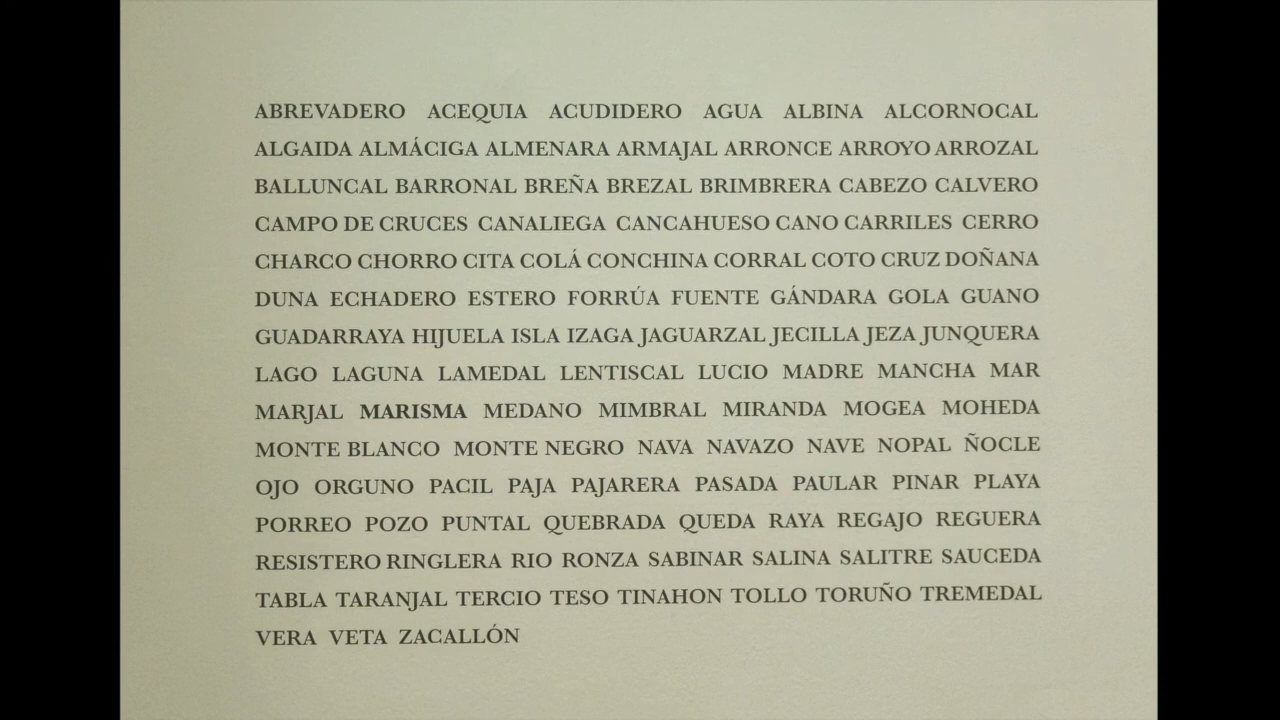 ABREVADERO ACEQUIA ACUDIDERO AGUA ALBINA ALCORNOCAL
ALGAIDA ALMÁCIGA ALMENARA ARMAJAL ARRONCE ARROYO ARROZAL
BALLUNCAL BARRONAL BREÑA BREZAL BRIMBRERA CABEZO CALVERO
CAMPO DE CRUCES CANALIEGA CANCAHUESO CANO CARRILES CERRO
CHARCO CHORRO CITA COLÁ CONCHINA CORRAL COTO CRUZ DOÑANA
DUNA ECHADERO ESTERO FORRÚA FUENTE GÁNDARA GOLA GUANO
GUADARRAYA HIJUELA ISLA IZAGA JAGUARZAL JECILLA JEZA JUNQUERA
LAGO LAGUNA LAMEDAL LENTISCAL LUCIO MADRE MANCHA MAR
MARJAL MARISMA MEDANO MIMBRAL MIRANDA MOGEA MOHEDA
MONTE BLANCO MONTE NEGRO NAVA NAVAZO NAVE NOPAL ÑOCLE
OJO ORGUNO PACIL PAJA PAJARERA PASADA PAULAR PINAR PLAYA
PORREO POZO PUNTAL QUEBRADA QUEDA RAYA REGAJO REGUERA
RESISTERO RINGLERA RIO RONZA SABINAR SALINA SALITRE SAUCEDA
TABLA TARANJAL TERCIO TESO TINAHON TOLLO TORUÑO TREMEDAL
VERA VETA ZACALLÓN